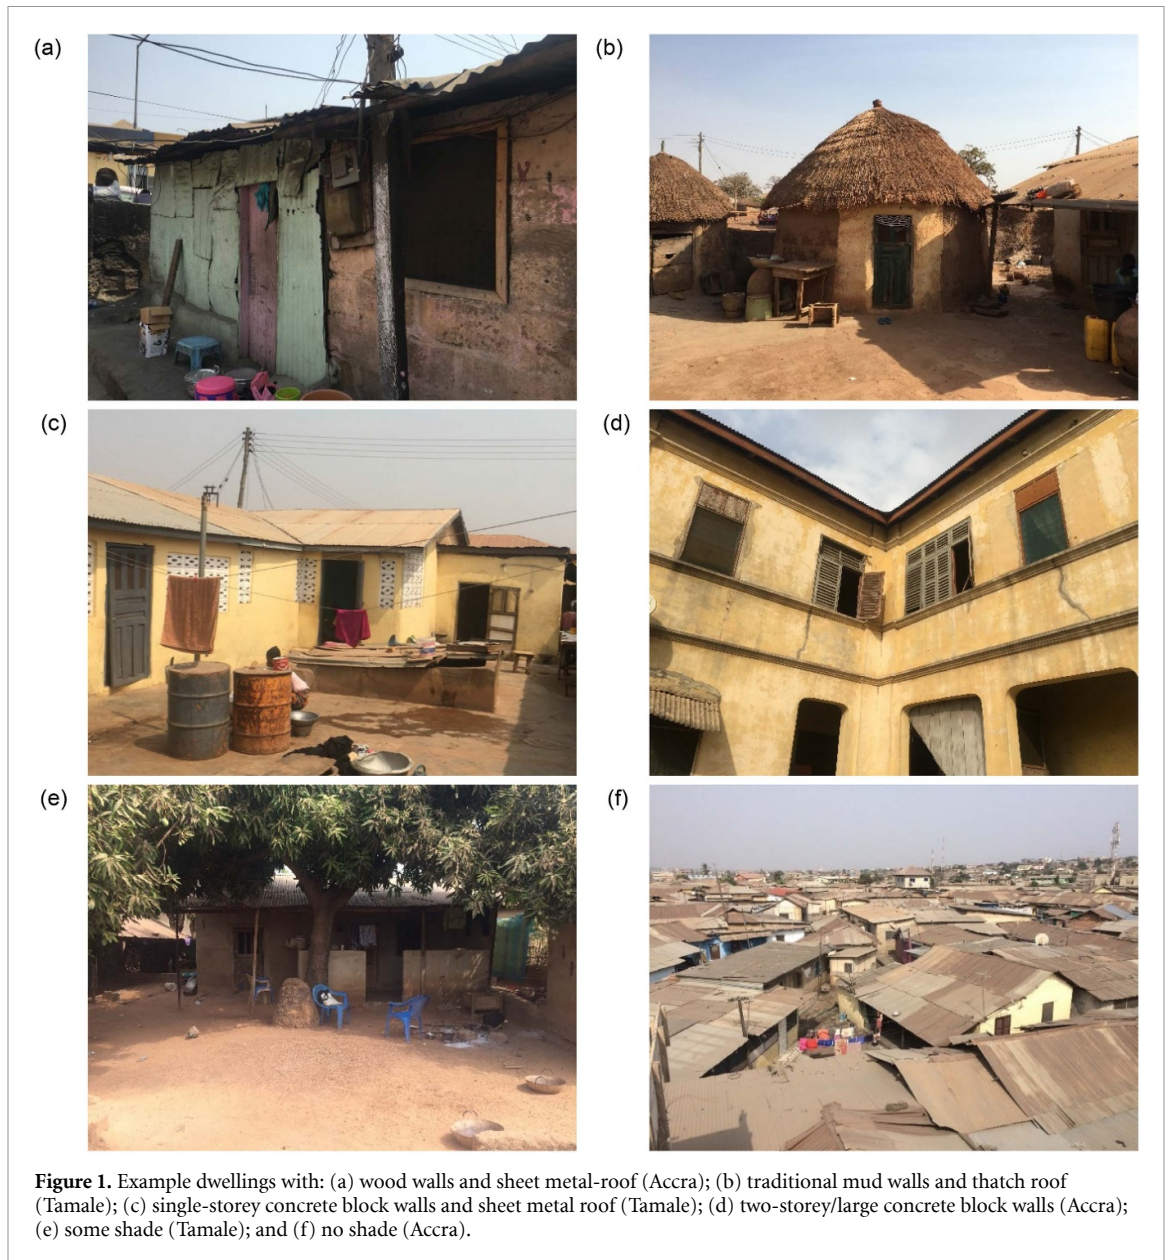 (a)
(b)
(c)
(d)
(e)
(f)
Figure 1. Example dwellings with: (a) wood walls and sheet metal-roof (Accra); (b) traditional mud walls and thatch roof
(Tamale); (c) single-storey concrete block walls and sheet metal roof (Tamale); (d) two-storey/large concrete block walls (Accra);
(e) some shade (Tamale); and (f) no shade (Accra).